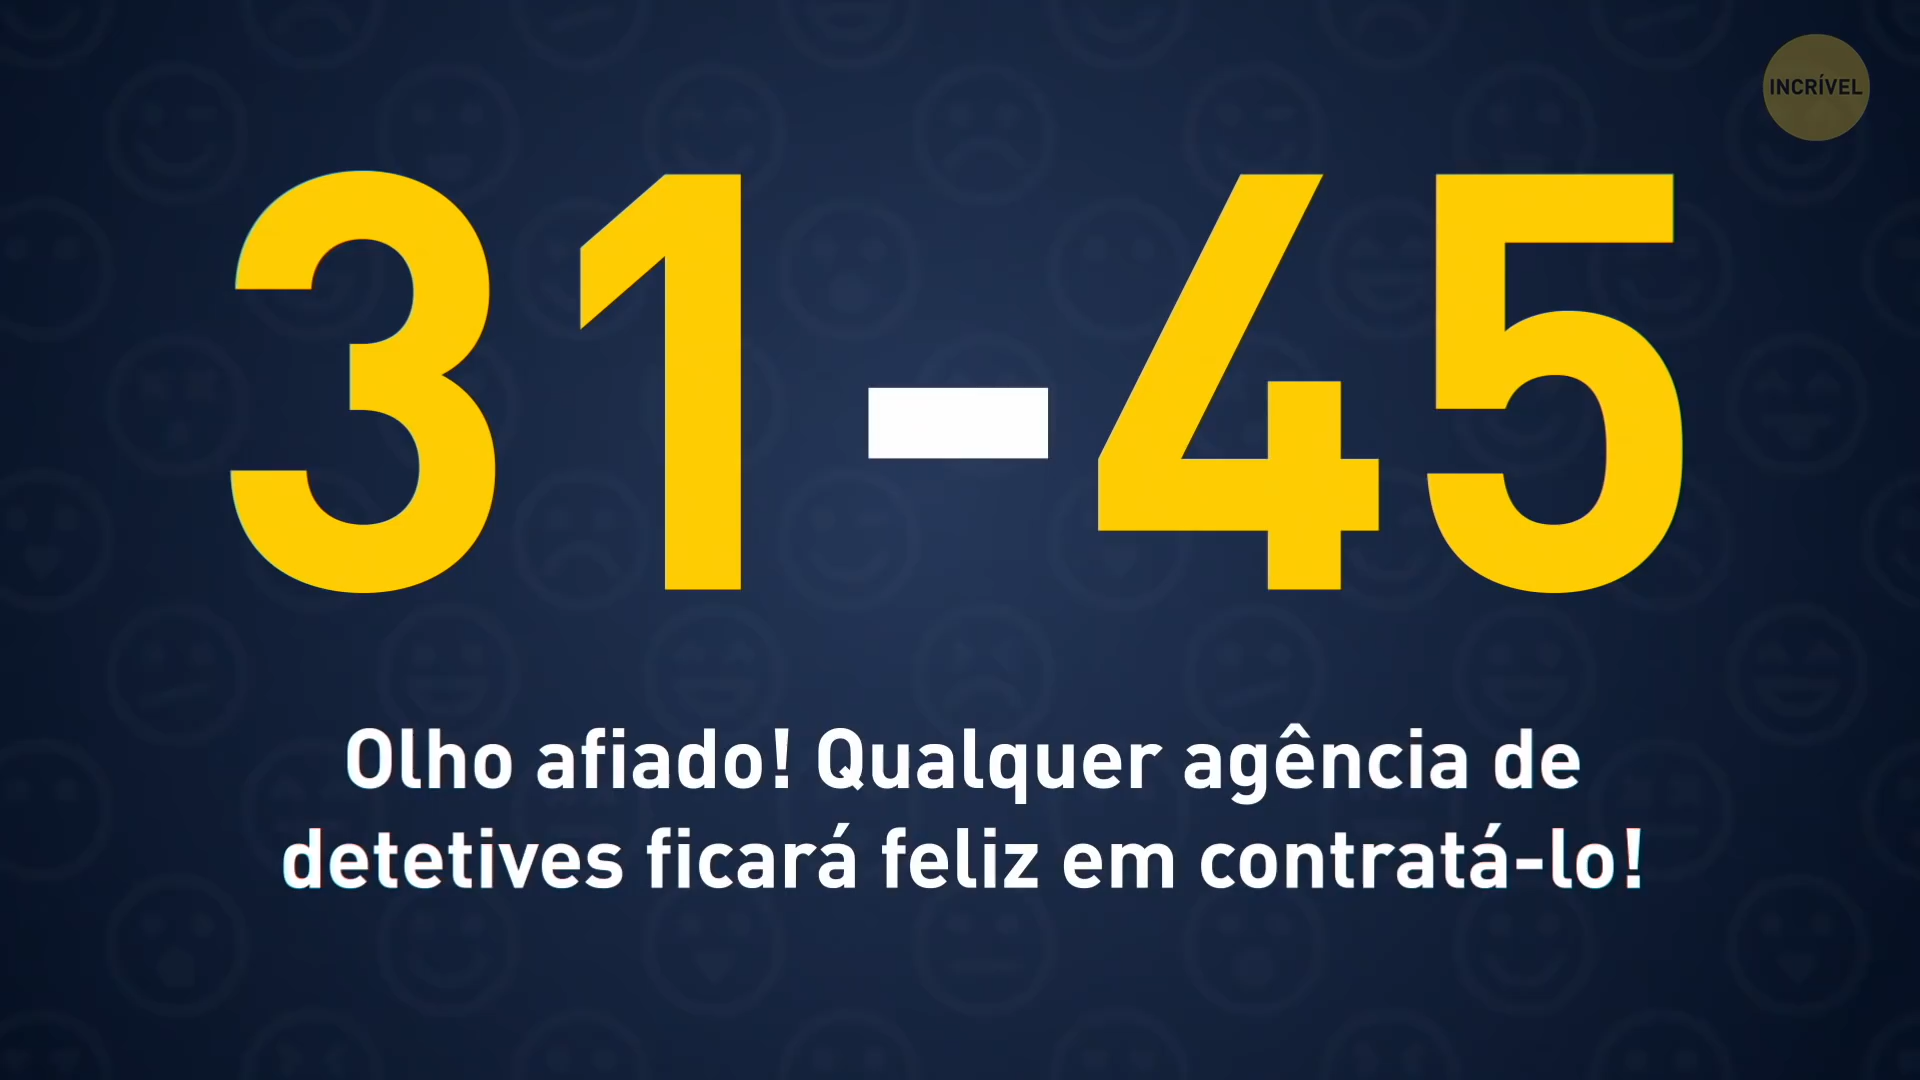 INCRÍVEL
31-45
Olho afiado! Qualquer agência de
detetives ficará feliz em contratá-lo!